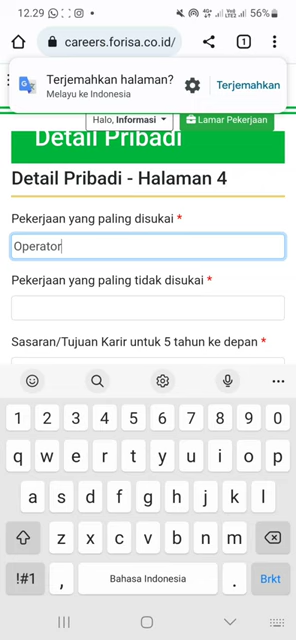 12.29
56%
careers.forisa.co.id/
1
Terjemahkan halaman?
Melayu ke Indonesia
Terjemahkan
Halo, Informasi
Lamar Pekerjaan
Detail Pribadi
Detail Pribadi - Halaman 4
Pekerjaan yang paling disukai *
Operator
Pekerjaan yang paling tidak disukai *
Sasaran/Tujuan Karir untuk 5 tahun ke depan *
1 2 3 4 5 6 7 8 9 0
q w e r t y u i o p
a s d f g h j k l
z x c v b n m
!#1 , Bahasa Indonesia . Brkt